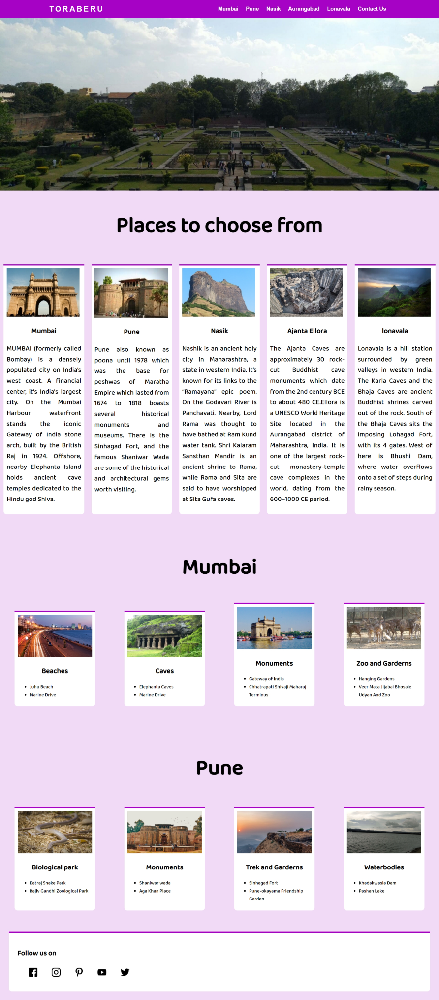 TORABERU
Mumbai Pune Nasik Aurangabad Lonavala Contact Us
Places to choose from
Mumbai
MUMBAI (formerly called
Bombay) is a densely
populated city on India's
west coast. A financial
center, it's India's largest
city. On the Mumbai
Harbour waterfront
stands the iconic
Gateway of India stone
arch, built by the British
Raj in 1924. Offshore,
nearby Elephanta Island
holds ancient cave
temples dedicated to the
Hindu god Shiva.
Pune
Pune also known as
poona until 1978 which
was the base for
peshwas of Maratha
Empire which lasted from
1674 to 1818 boasts
several historical
monuments and
museums. There is the
Sinhagad Fort, and the
famous Shaniwar Wada
are some of the historical
and architectural gems
worth visiting.
Nasik
Nashik is an ancient holy
city in Maharashtra, a
state in western India. It's
known for its links to the
"Ramayana" epic poem.
On the Godavari River is
Panchavati. Nearby, Lord
Rama was thought to
have bathed at Ram Kund
water tank. Shri Kalaram
Sansthan Mandir is an
ancient shrine to Rama,
while Rama and Sita are
said to have worshipped
at Sita Gufa caves.
Ajanta Ellora
The Ajanta Caves are
approximately 30 rock-
cut Buddhist cave
monuments which date
from the 2nd century BCE
to about 480 CE.Ellora is
a UNESCO World Heritage
Site located in the
Aurangabad district of
Maharashtra, India. It is
one of the largest rock-
cut monastery-temple
cave complexes in the
world, dating from the
600–1000 CE period.
lonavala
Lonavala is a hill station
surrounded by green
valleys in western India.
The Karla Caves and the
Bhaja Caves are ancient
Buddhist shrines carved
out of the rock. South of
the Bhaja Caves sits the
imposing Lohagad Fort,
with its 4 gates. West of
here is Bhushi Dam,
where water overflows
onto a set of steps during
rainy season.
Mumbai
Beaches
• Juhu Beach
• Marine Drive
Caves
• Elephanta Caves
• Marine Drive
Monuments
• Gateway of India
• Chhatrapati Shivaji Maharaj
Terminus
Zoo and Garderns
• Hanging Gardens
• Veer Mata Jijabai Bhosale
Udyan And Zoo
Pune
Biological park
• Katraj Snake Park
• Rajiv Gandhi Zoological Park
Monuments
• Shaniwar wada
• Aga Khan Place
Trek and Garderns
• Sinhagad Fort
• Pune-okayama Friendship
Garden
Waterbodies
• Khadakwasla Dam
• Pashan Lake
Follow us on